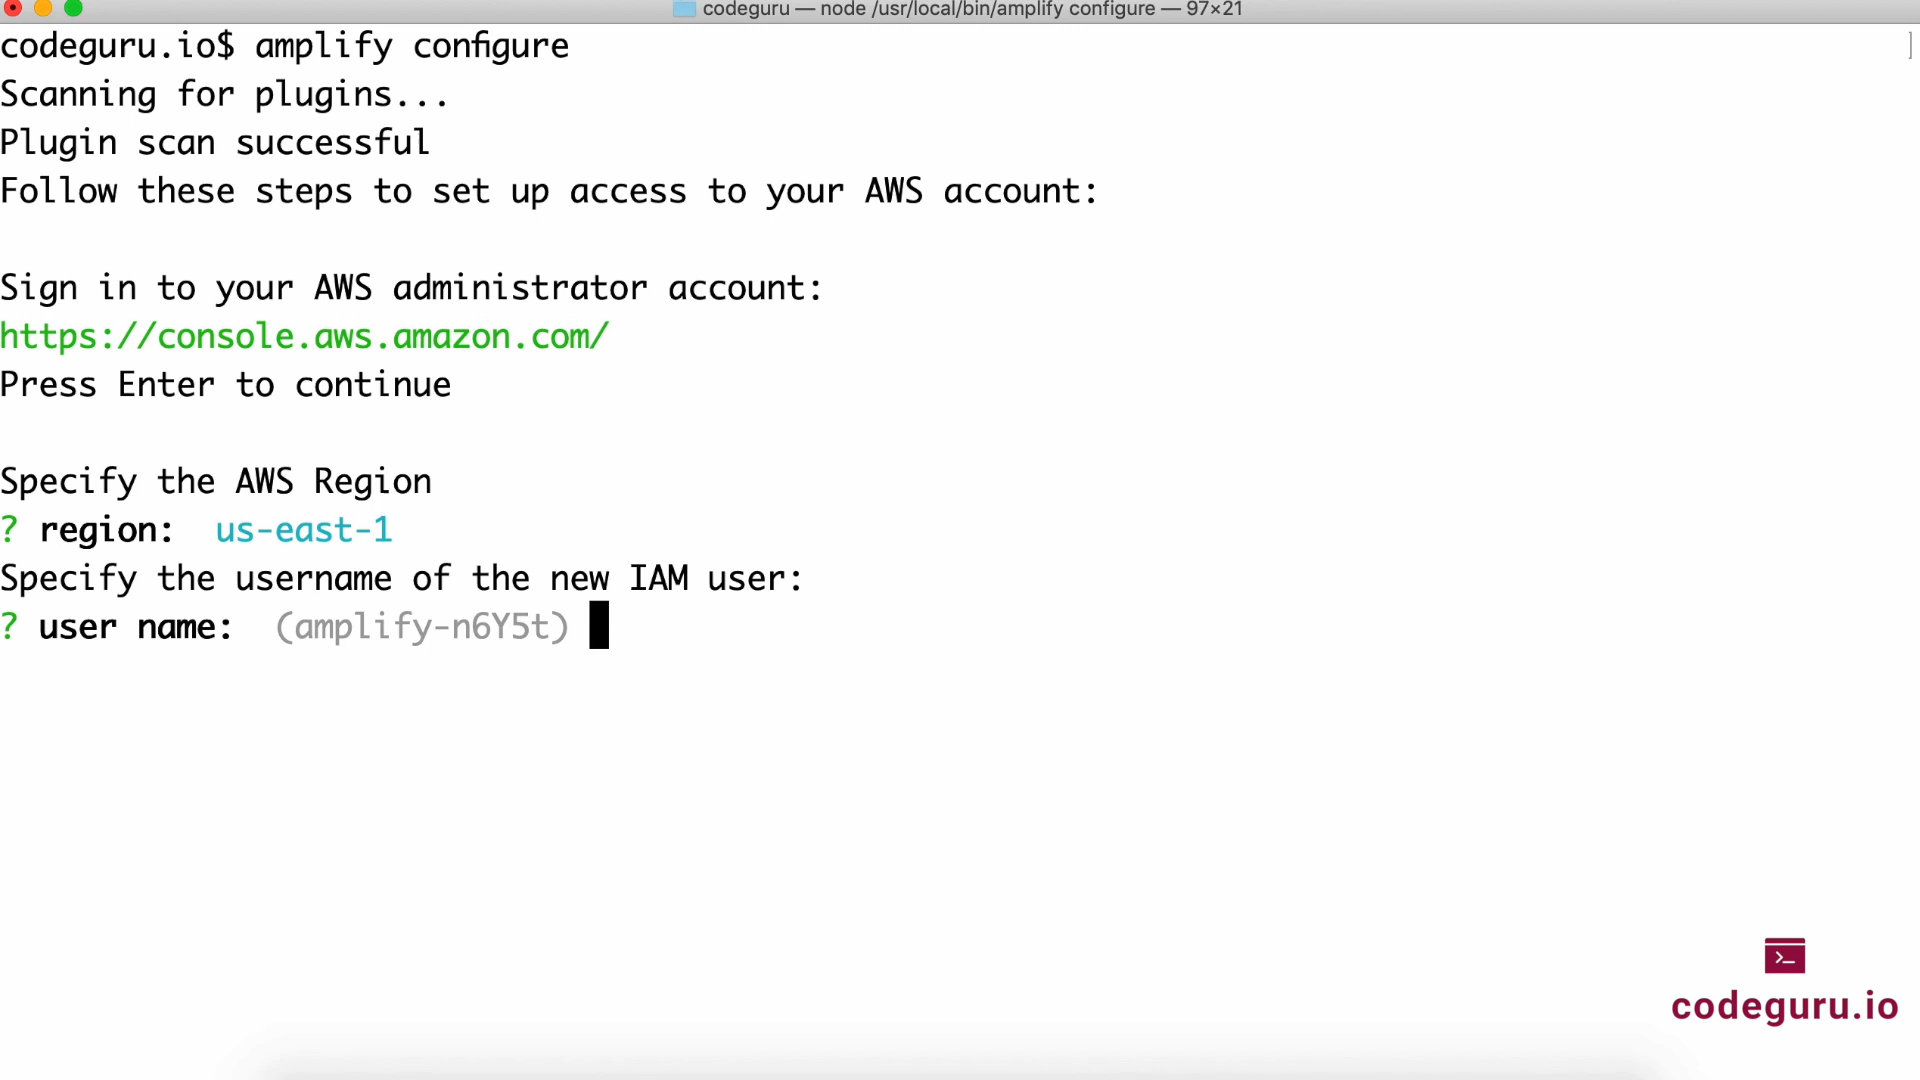 codeguru — node /usr/local/bin/amplify configure — 97×21
codeguru.io$ amplify configure
Scanning for plugins...
Plugin scan successful
Follow these steps to set up access to your AWS account:
Sign in to your AWS administrator account:
https://console.aws.amazon.com/
Press Enter to continue
Specify the AWS Region
? region:  us-east-1
Specify the username of the new IAM user:
? user name:  (amplify-n6Y5t)
codeguru.io